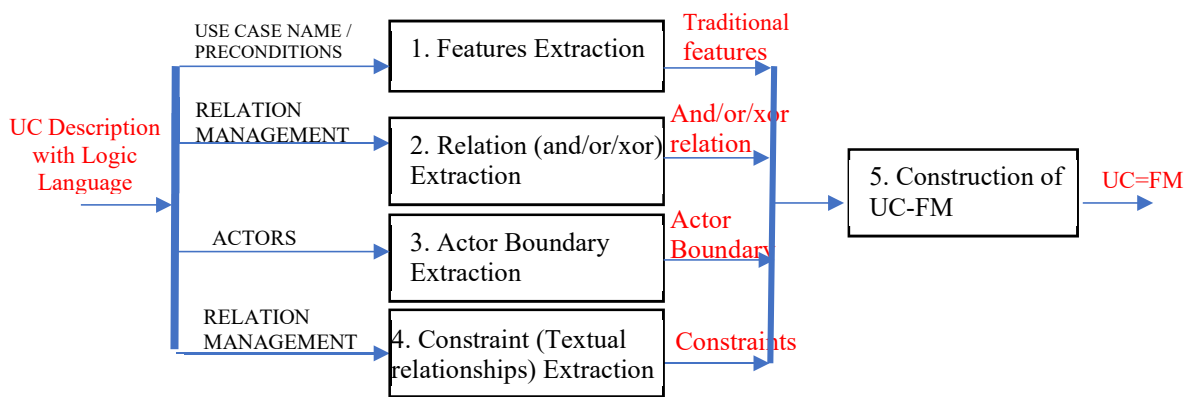 UC Description
with Logic
Language
USE CASE NAME /
PRECONDITIONS
RELATION
MANAGEMENT
ACTORS
RELATION
MANAGEMENT
1. Features Extraction
2. Relation (and/or/xor)
Extraction
3. Actor Boundary
Extraction
4. Constraint (Textual
relationships) Extraction
Traditional
features
And/or/xor
relation
Actor
Boundary
Constraints
5. Construction of
UC-FM
UC=FM